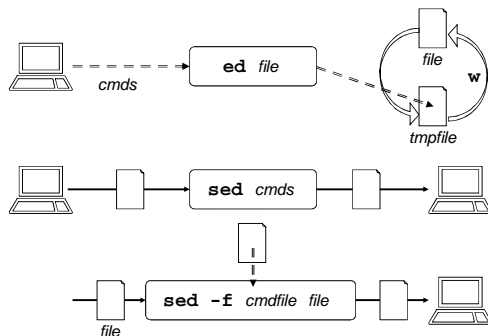 ed file
file
cmds
w
tmpfile
sed cmds
sed -f cmdfile file
file